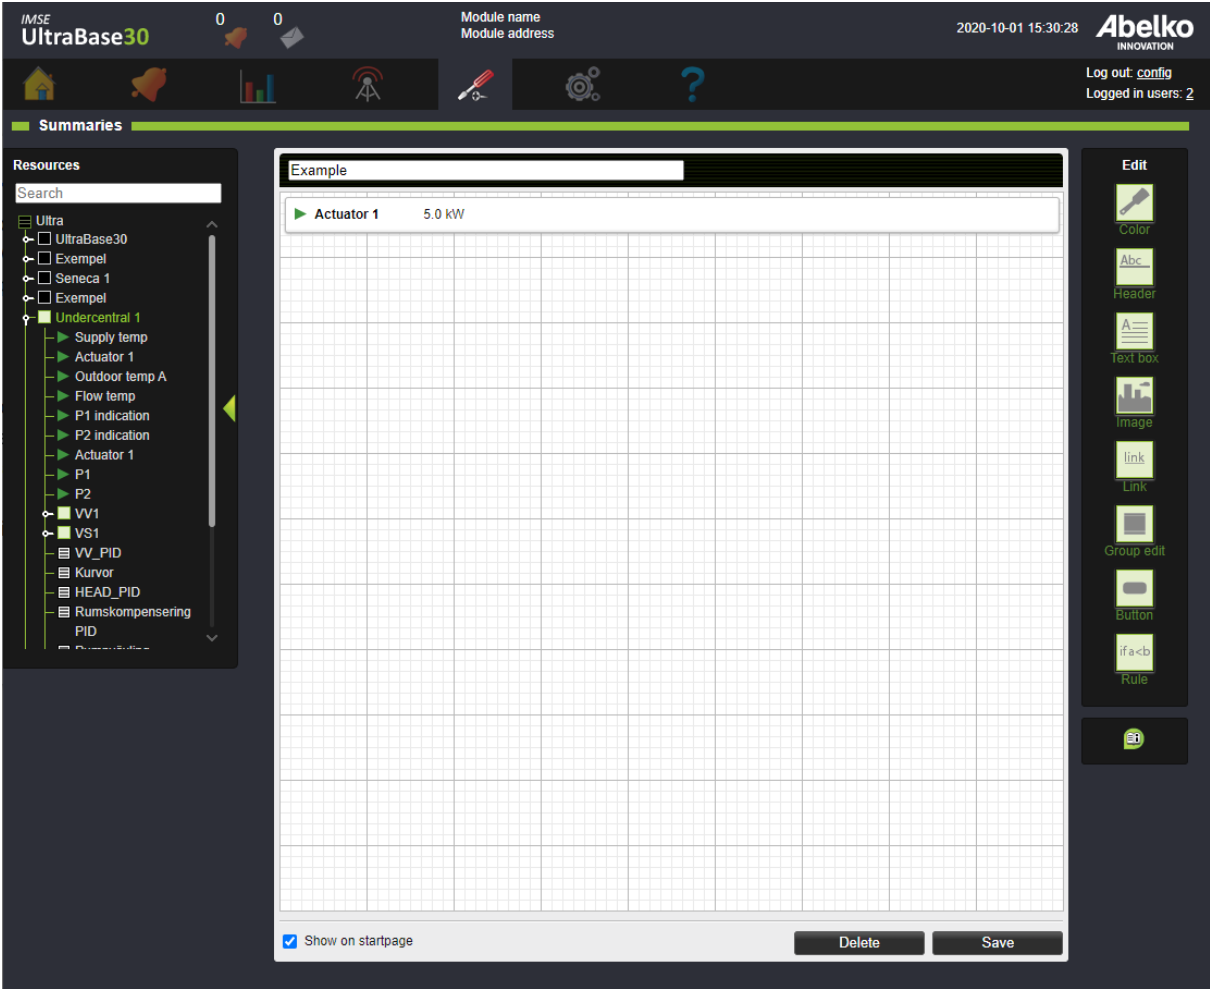 IMSE
UltraBase30
0
0
Module name
Module address
2020-10-01 15:30:28
Abelko
INNOVATION
Log out: config
Logged in users: 2
Summaries
Resources
Search
Ultra
UltraBase30
Exempel
Seneca 1
Exempel
Undercentral 1
Supply temp
Actuator 1
Outdoor temp A
Flow temp
P1 indication
P2 indication
Actuator 1
P1
P2
VV1
VS1
VV_PID
Kurvor
HEAD_PID
Rumskompensering
PID
Example
Actuator 1 5.0 kW
Show on startpage
Delete
Save
Edit
Color
Abc
Header
A
Text box
Image
link
Link
Group edit
Button
if a<b
Rule